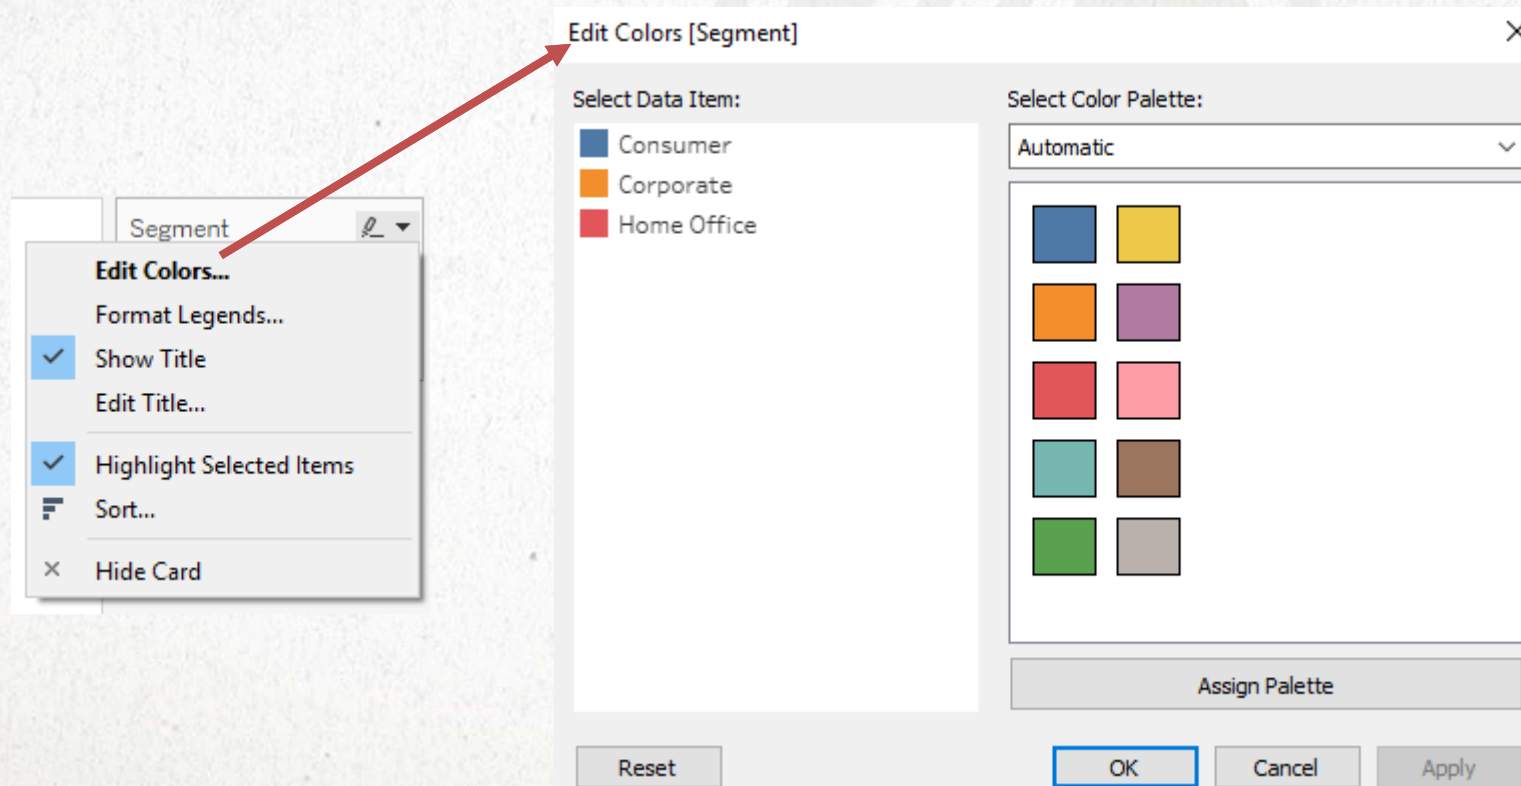 Segment
Edit Colors...
Format Legends...
Show Title
Edit Title...
Highlight Selected Items
Sort...
Hide Card
Edit Colors [Segment]
Select Data Item:
Consumer
Corporate
Home Office
Select Color Palette:
Automatic
Assign Palette
Reset
OK
Cancel
Apply